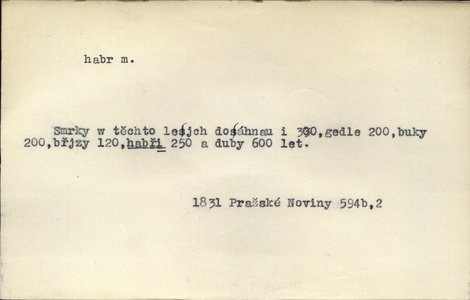 habr m.
Smrky w těchto lesjch dosáhnau i 300,gedle 200,buky
200,břjzy 120,habři 250 a duby 600 let.
1831 Pražské Noviny 594b,2